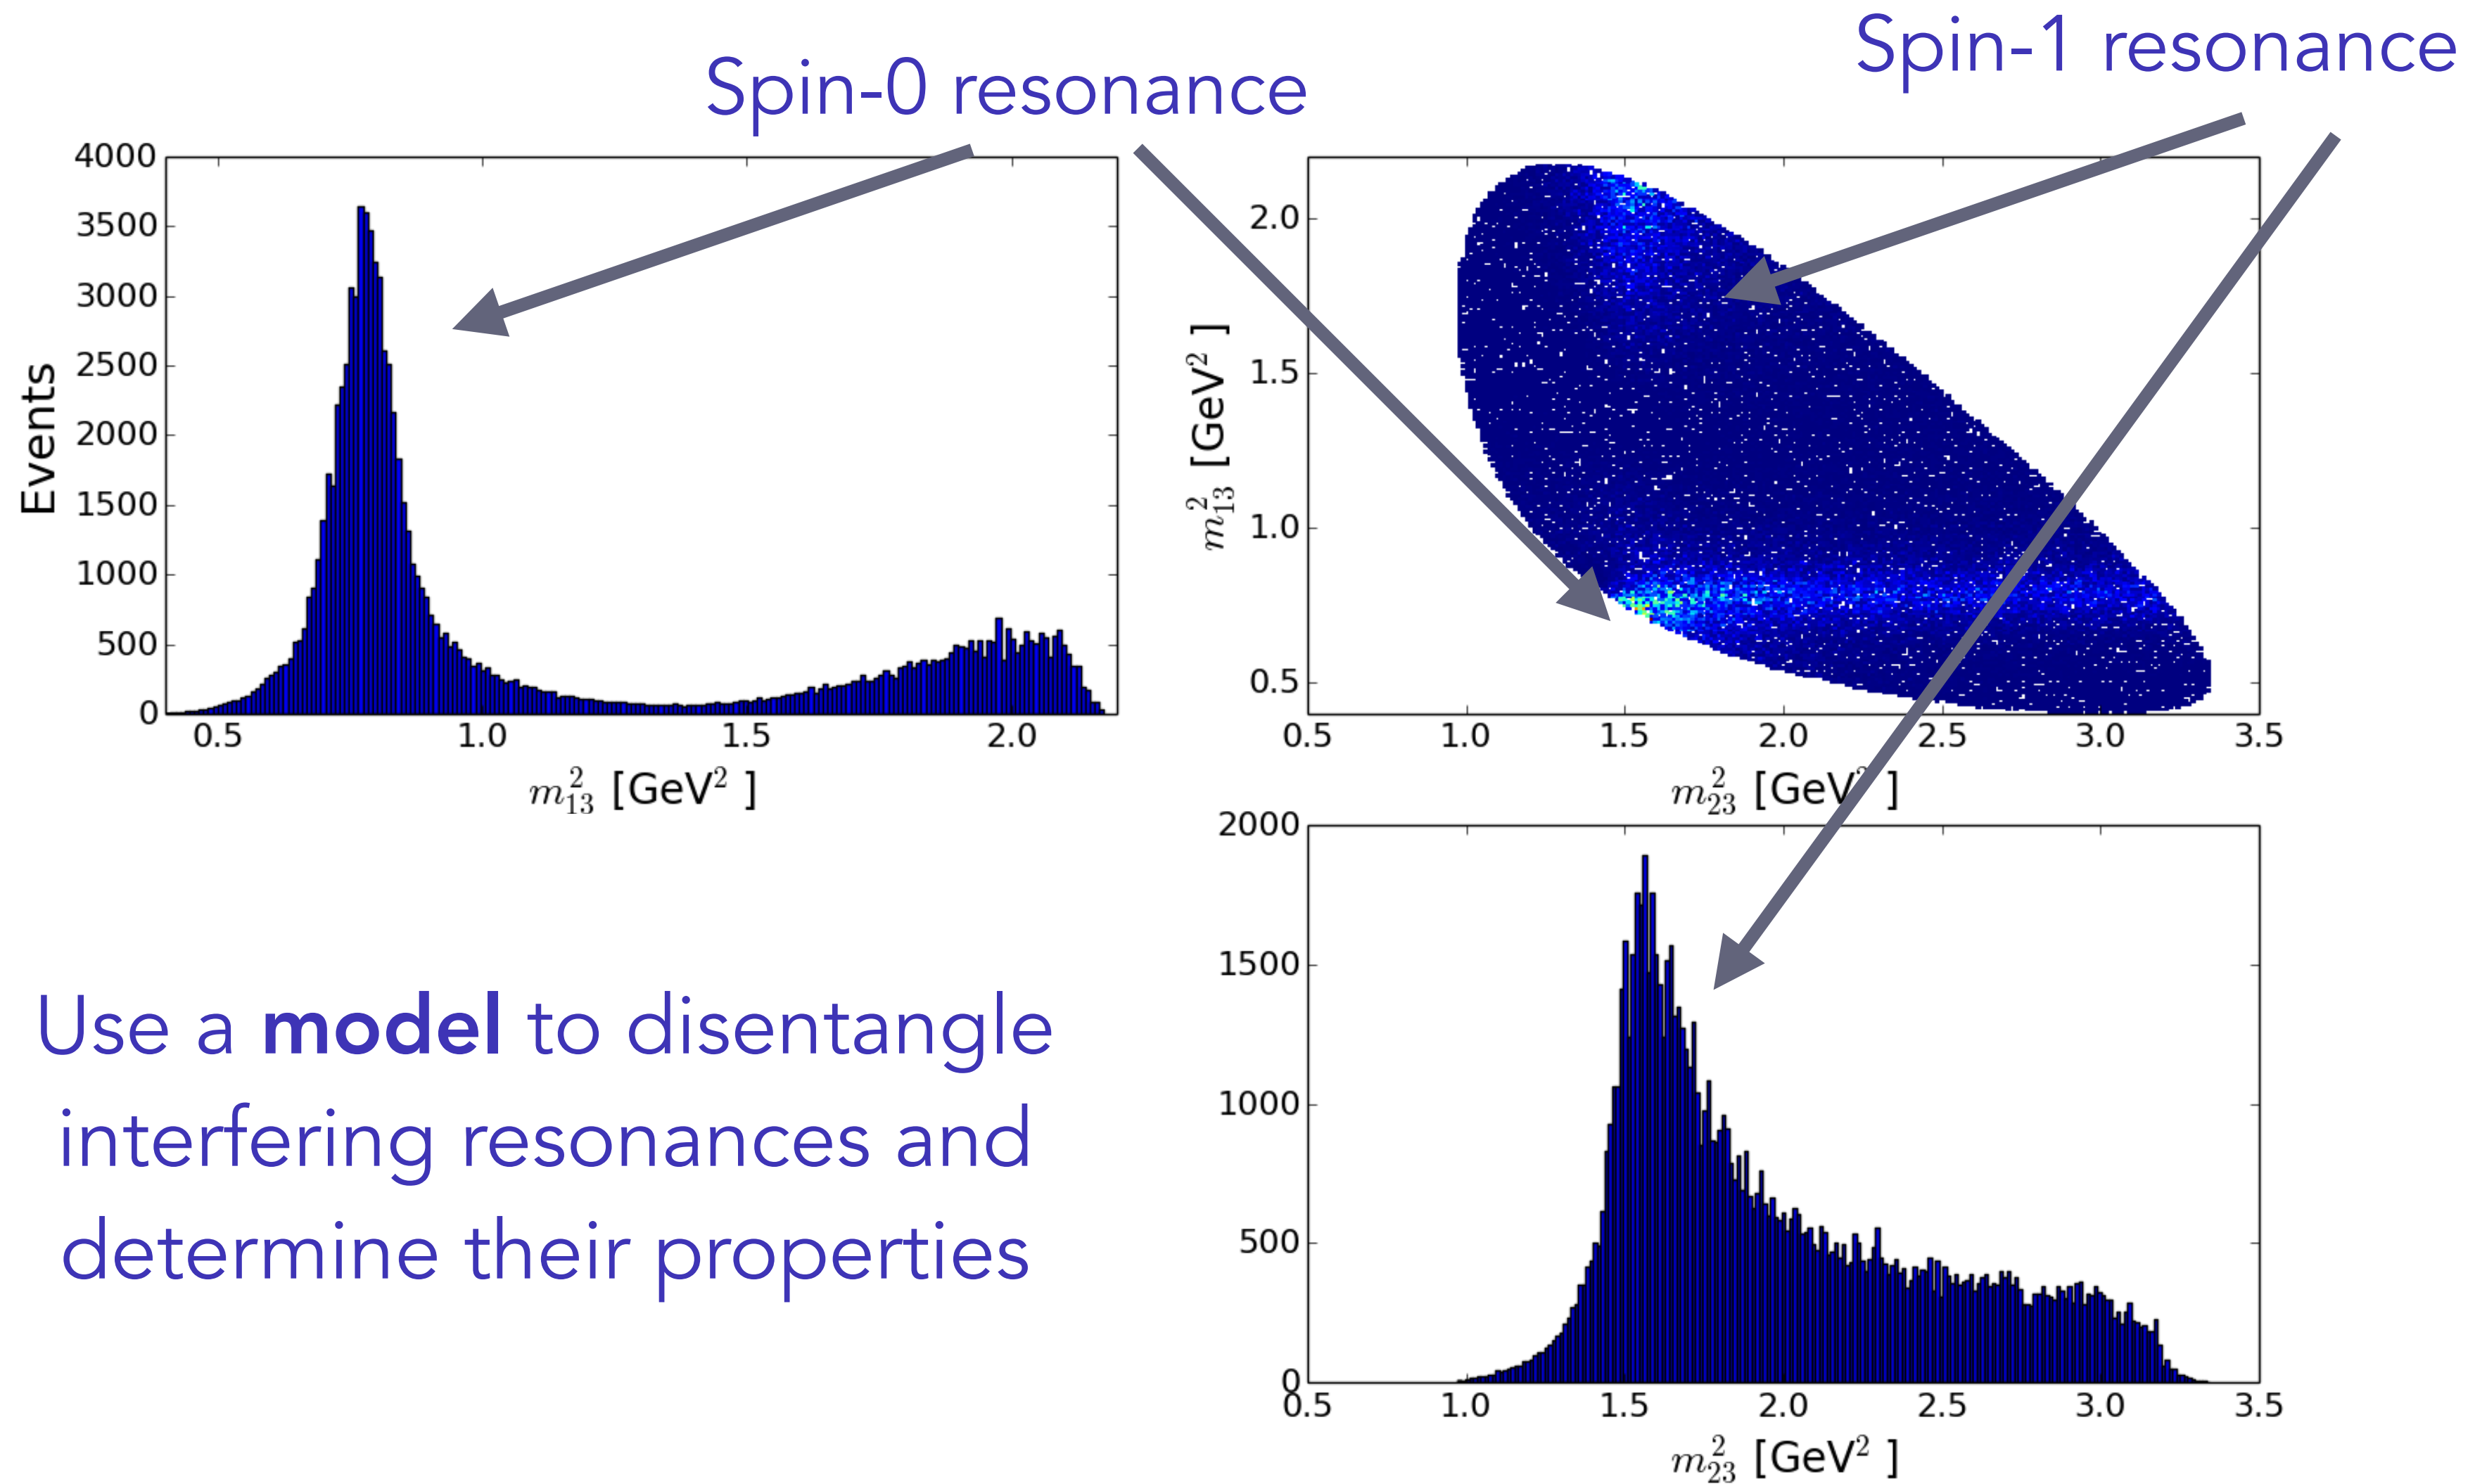 Spin-0 resonance
Spin-1 resonance
4000
3500
3000
2500
2000
1500
1000
500
0
Events
0.5 1.0 1.5 2.0
m²₁₃ [GeV² ]
2.0
1.5
1.0
0.5
m²₁₃ [GeV² ]
0.5 1.0 1.5 2.0 2.5 3.0 3.5
m²₂₃ [GeV² ]
2000
1500
1000
500
0
0.5 1.0 1.5 2.0 2.5 3.0 3.5
m²₂₃ [GeV² ]
Use a model to disentangle
interfering resonances and
determine their properties